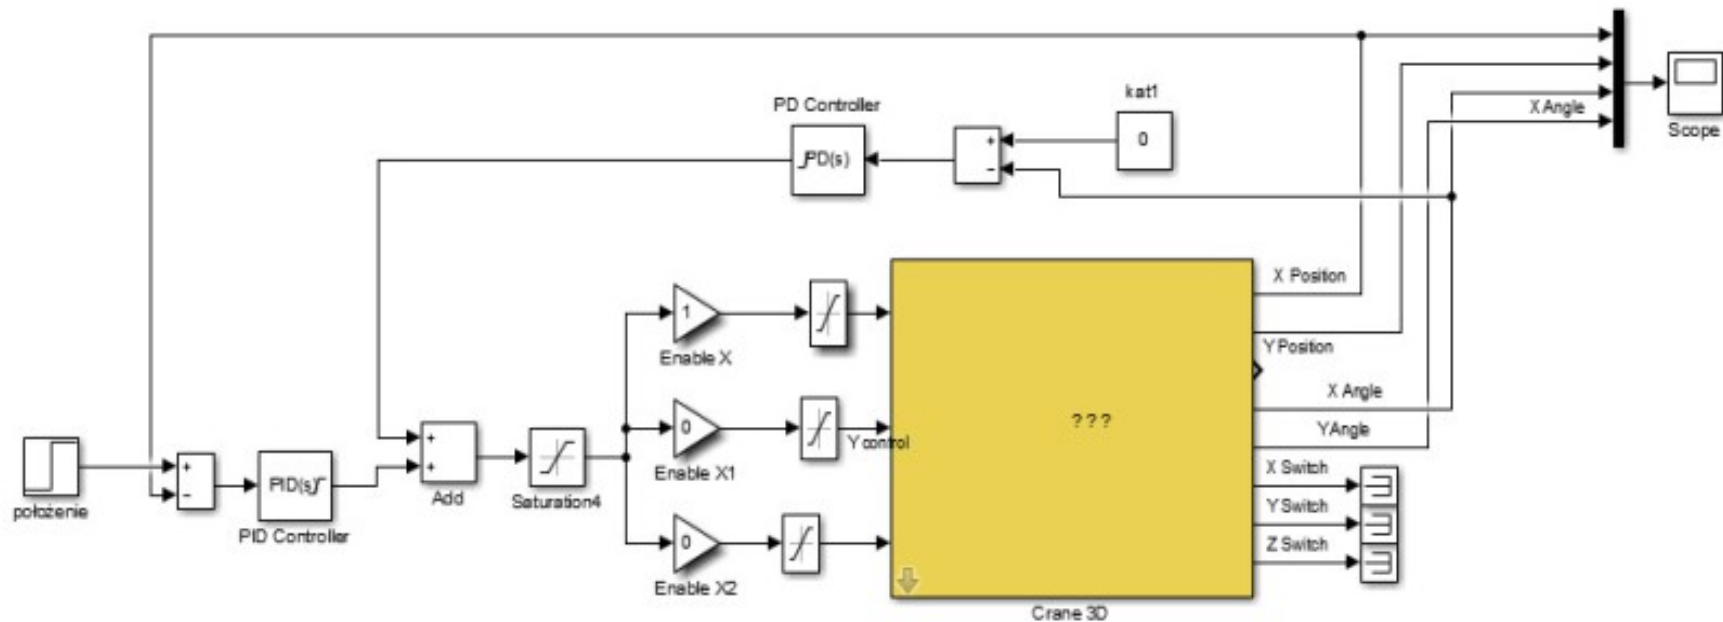 kat1
PD Controller
PD(s)
+
−
0
X Angle
Scope
X Position
1
Enable X
Y Position
X Angle
? ? ?
Y Angle
0
Y control
Enable X1
+
−
położenie
PID(s)
PID Controller
+
+
Add
Saturation4
X Switch
Y Switch
Z Switch
0
Enable X2
Crane 3D